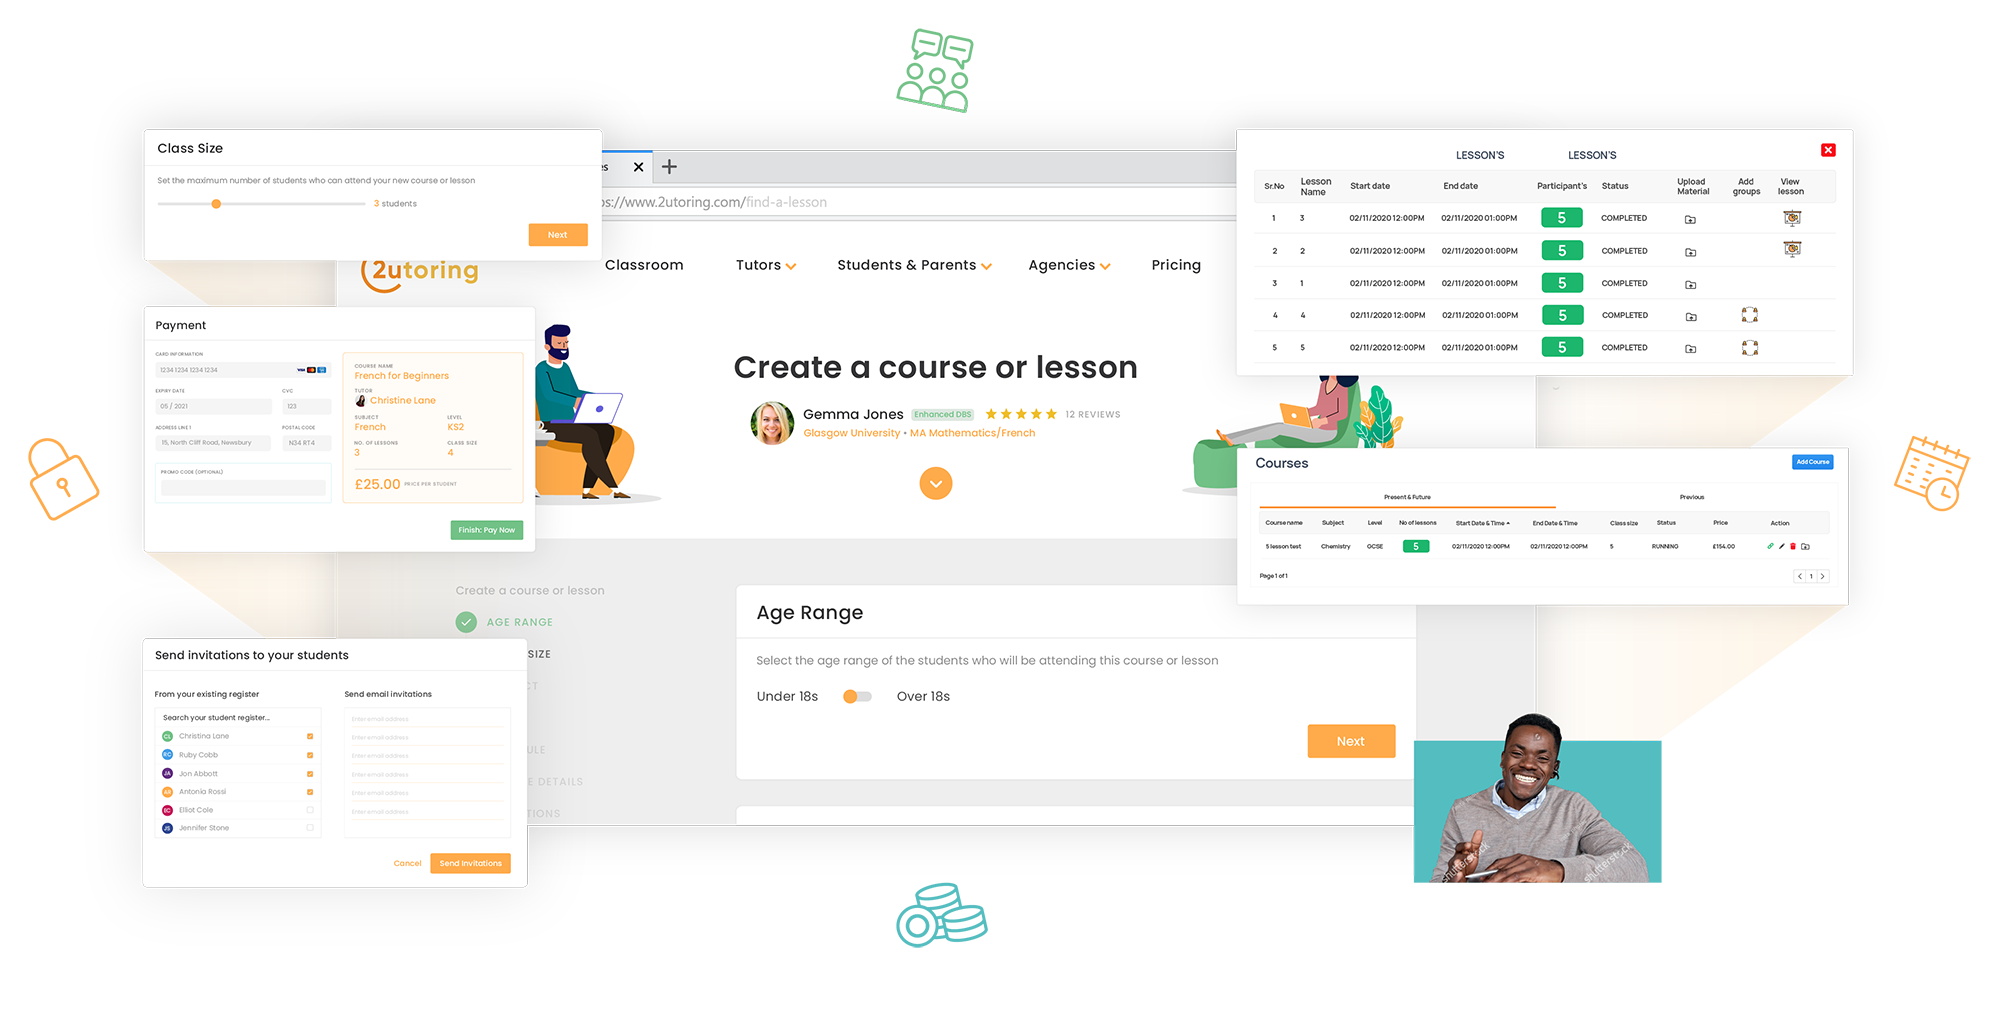 Class Size
Set the maximum number of students who can attend your new course or lesson
3 students
Next
https://www.2utoring.com/find-a-lesson
2utoring
Classroom
Tutors
Students & Parents
Agencies
Pricing
Create a course or lesson
Gemma Jones Enhanced DBS 12 REVIEWS
Glasgow University • MA Mathematics/French
Payment
CARD INFORMATION
1234 1234 1234 1234 VISA
EXPIRY DATE CVC
05 / 2021 123
ADDRESS LINE 1 POSTAL CODE
15, North Cliff Road, Newsbury N34 RT4
PROMO CODE (OPTIONAL)
COURSE NAME
French for Beginners
TUTOR
Christine Lane
SUBJECT LEVEL
French KS2
NO. OF LESSONS CLASS SIZE
3 4
£25.00 PRICE PER STUDENT
Finish: Pay Now
Create a course or lesson
AGE RANGE
SIZE
CT
ULE
E DETAILS
TIONS
Age Range
Select the age range of the students who will be attending this course or lesson
Under 18s Over 18s
Next
Send invitations to your students
From your existing register
Search your student register...
CL Christina Lane
RC Ruby Cobb
JA Jon Abbott
AR Antonia Rossi
EC Elliot Cole
JS Jennifer Stone
Send email invitations
Enter email address
Enter email address
Enter email address
Enter email address
Enter email address
Enter email address
Cancel Send Invitations
LESSON'S LESSON'S
Sr.No Lesson Name Start date End date Participant's Status Upload Material Add groups View lesson
1 3 02/11/2020 12:00PM 02/11/2020 01:00PM 5 COMPLETED
2 2 02/11/2020 12:00PM 02/11/2020 01:00PM 5 COMPLETED
3 1 02/11/2020 12:00PM 02/11/2020 01:00PM 5 COMPLETED
4 4 02/11/2020 12:00PM 02/11/2020 01:00PM 5 COMPLETED
5 5 02/11/2020 12:00PM 02/11/2020 01:00PM 5 COMPLETED
Courses Add Course
Present & Future Previous
Course name Subject Level No of lessons Start Date & Time End Date & Time Class size Status Price Action
5 lesson test Chemistry GCSE 5 02/11/2020 12:00PM 02/11/2020 12:00PM 5 RUNNING £154.00
Page 1 of 1 1
shutterstock
shutterstock